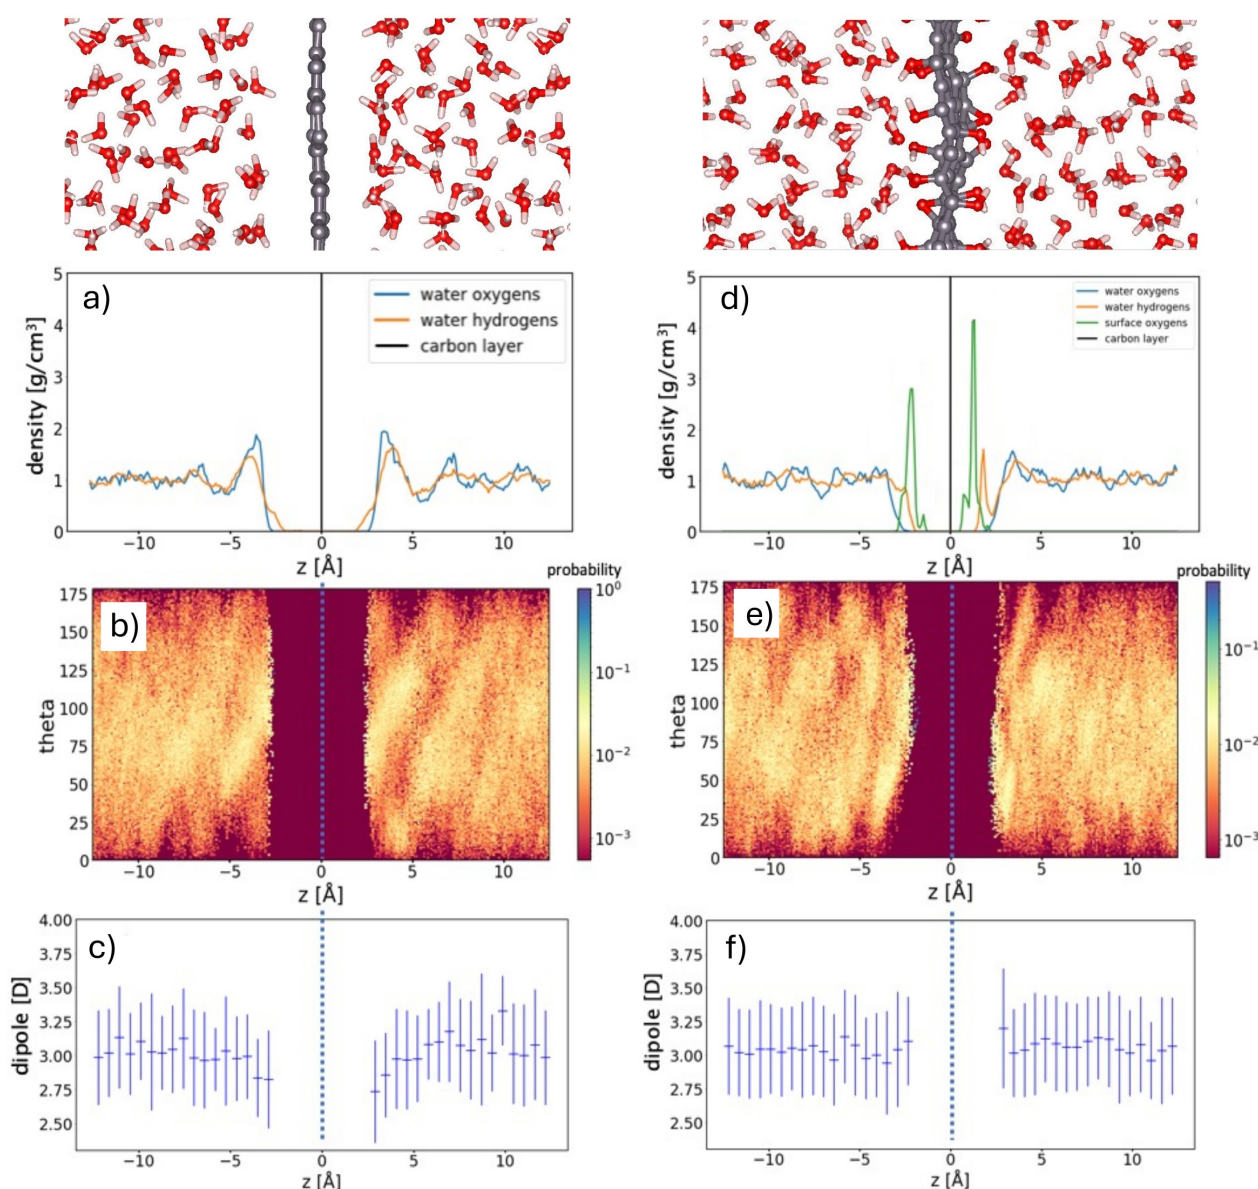 a)
5
4
3
2
1
0
density [g/cm³]
water oxygens
water hydrogens
carbon layer
−10 −5 0 5 10
z [Å]
d)
5
4
3
2
1
0
density [g/cm³]
water oxygens
water hydrogens
surface oxygens
carbon layer
−10 −5 0 5 10
z [Å]
b)
175
150
125
100
75
50
25
0
theta
−10 −5 0 5 10
z [Å]
probability
10⁰
10⁻¹
10⁻²
10⁻³
e)
175
150
125
100
75
50
25
0
theta
−10 −5 0 5 10
z [Å]
probability
10⁻¹
10⁻²
10⁻³
c)
4.00
3.75
3.50
3.25
3.00
2.75
2.50
dipole [D]
−10 −5 0 5 10
z [Å]
f)
4.00
3.75
3.50
3.25
3.00
2.75
2.50
dipole [D]
−10 −5 0 5 10
z [Å]